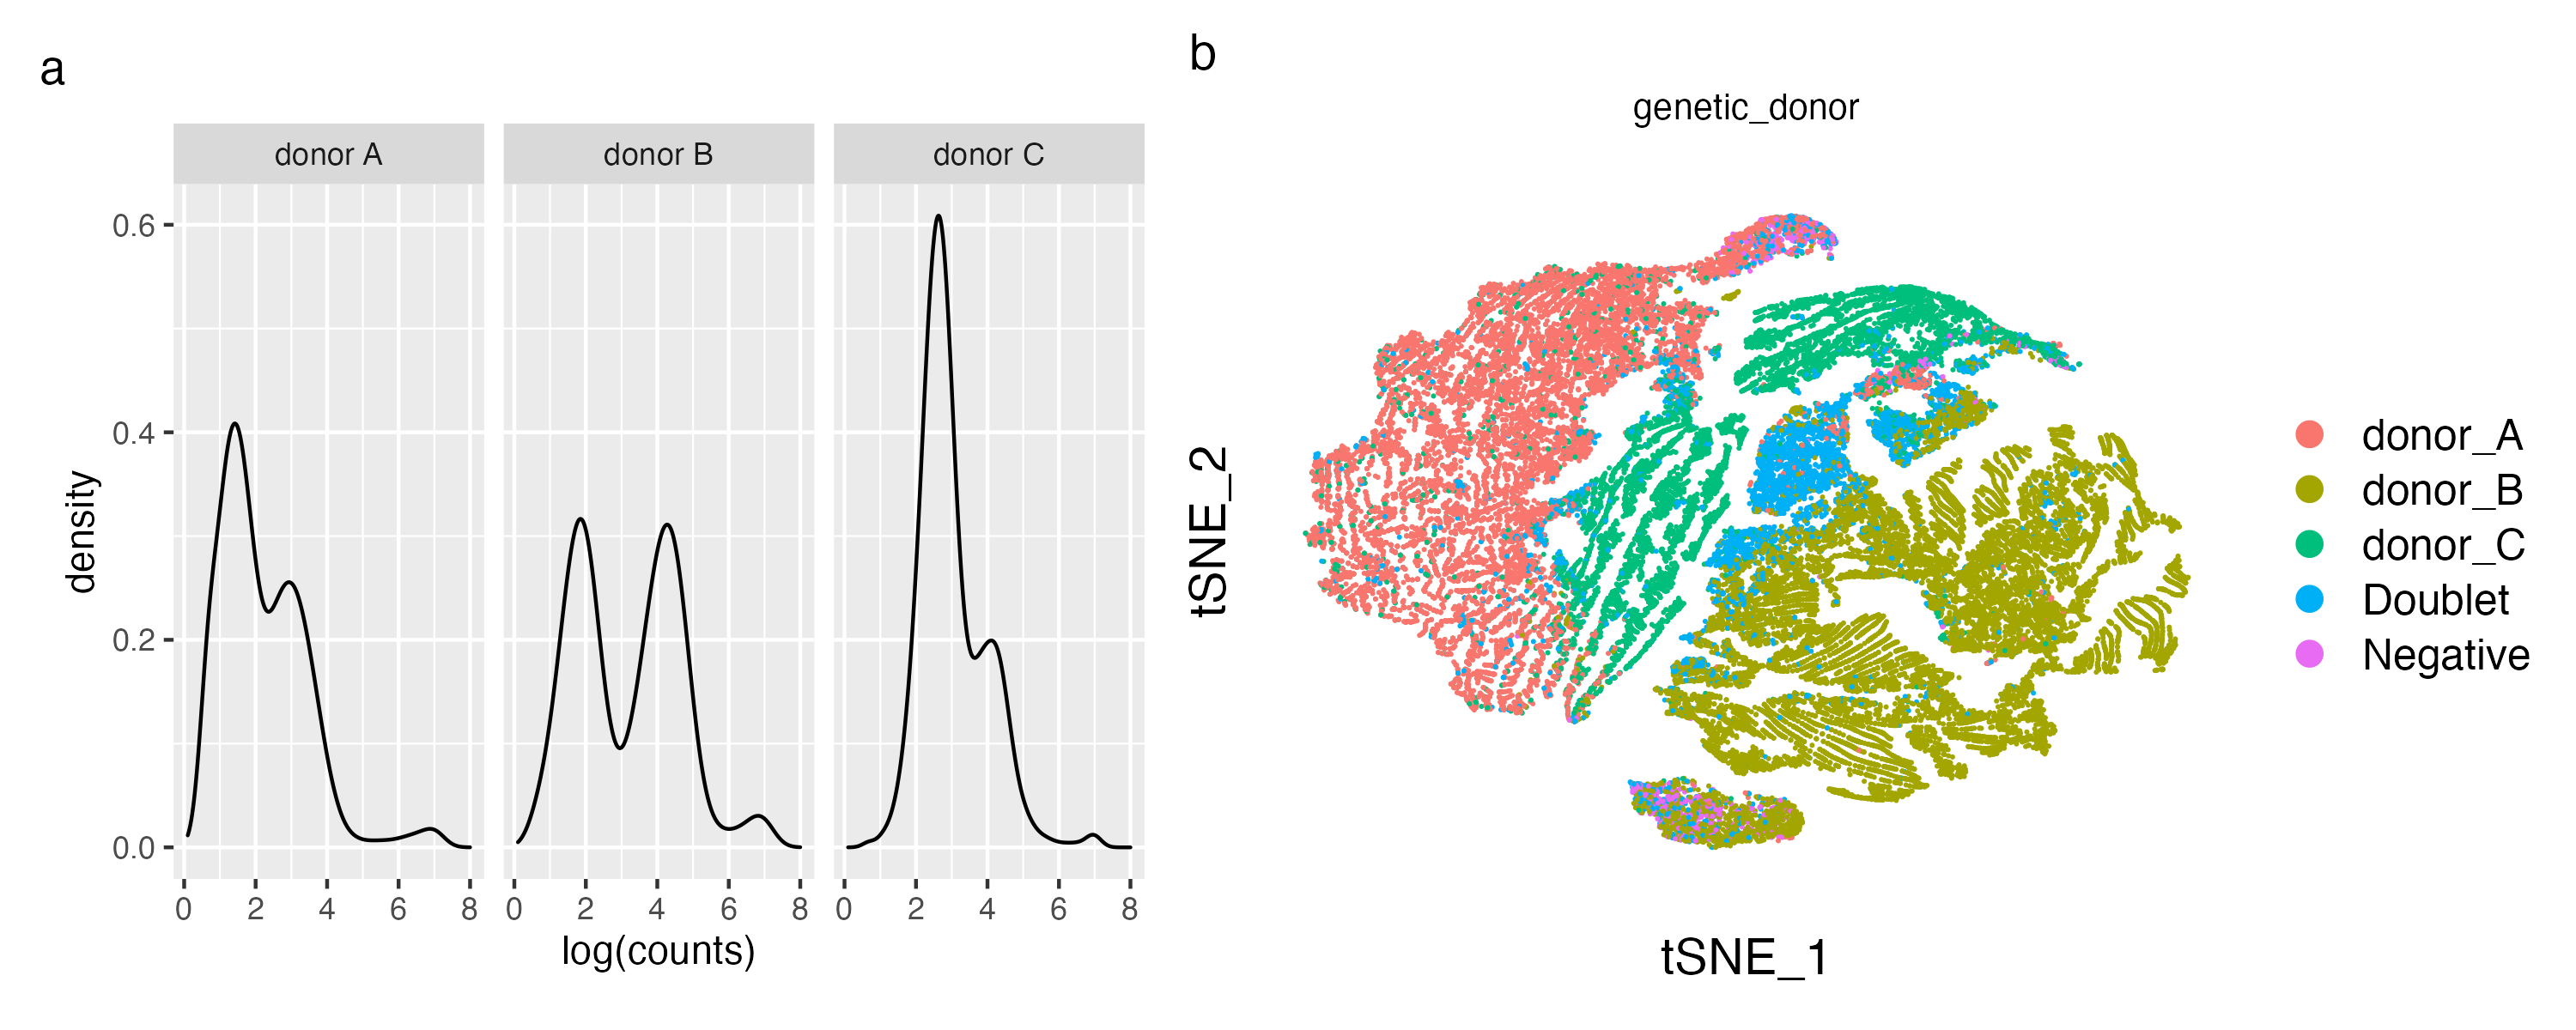 a
donor A
donor B
donor C
0.6
0.4
0.2
0.0
density
0 2 4 6 8
0 2 4 6 8
0 2 4 6 8
log(counts)
b
genetic_donor
tSNE_2
tSNE_1
donor_A
donor_B
donor_C
Doublet
Negative